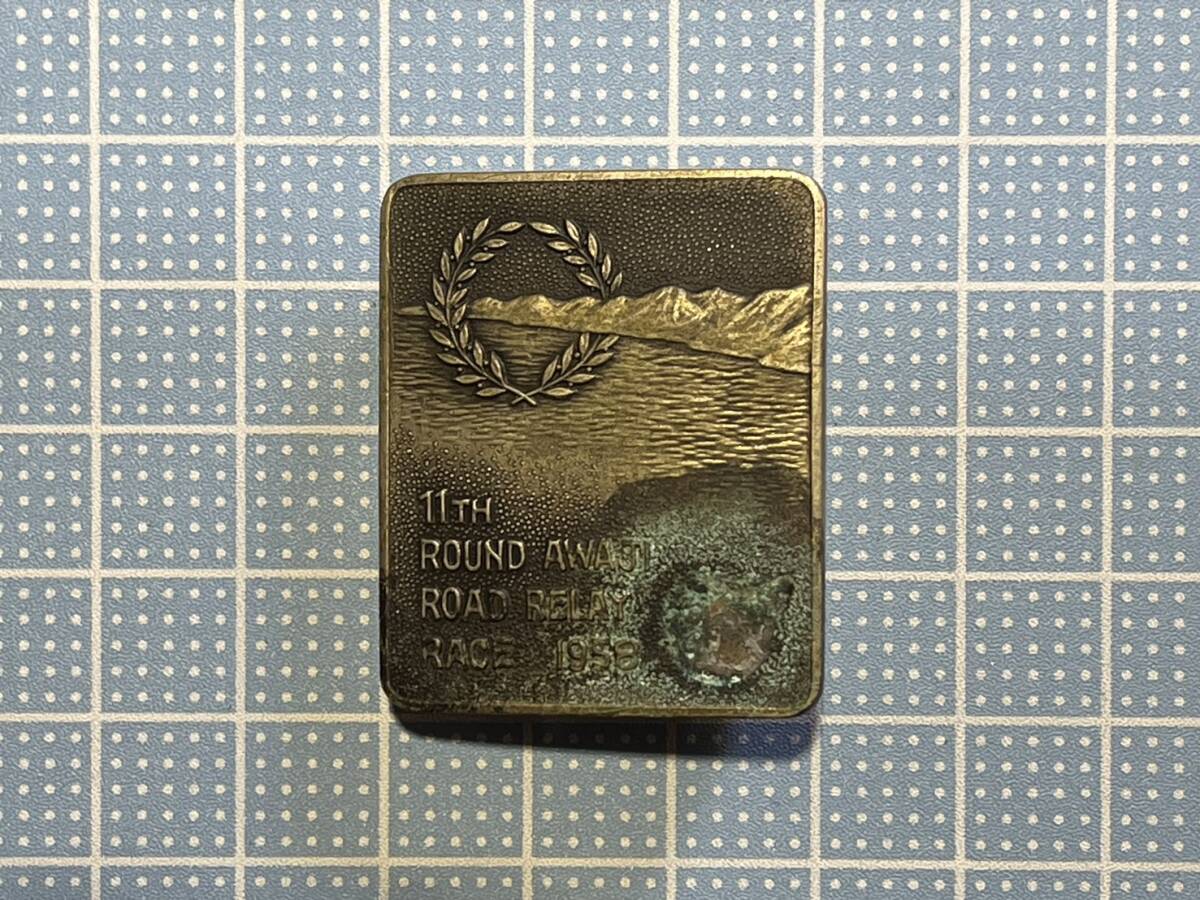 11TH
ROUND AWAJI
ROAD RELAY
RACE 1958